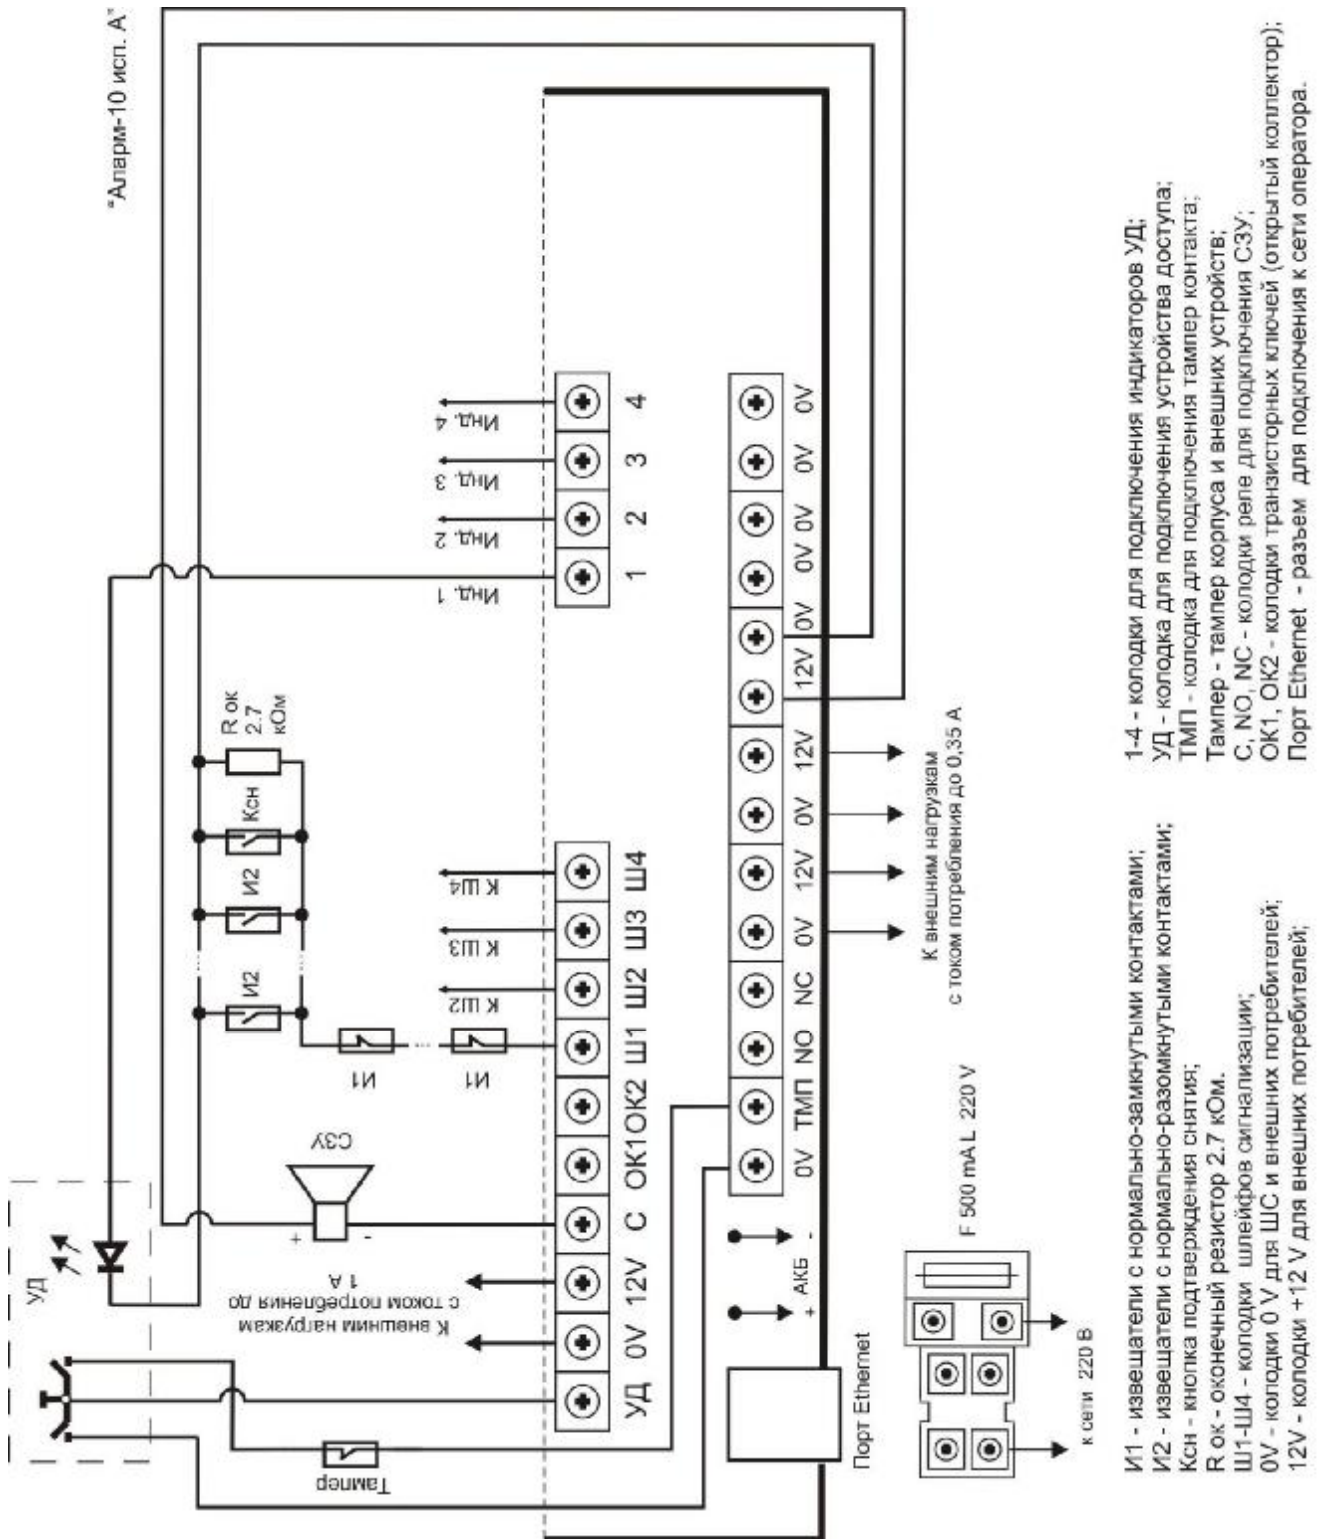 "Аларм-10 исп. А"
УД
Тампер
СЗУ
+
-
К внешним нагрузкам
с током потребления до
1 А
И1
И1
И2
И2
Ксн
R ок
2.7
кОм
К Ш2
К Ш3
К Ш4
Инд. 1
Инд. 2
Инд. 3
Инд. 4
УД 0V 12V С ОК1 ОК2 Ш1 Ш2 Ш3 Ш4
1 2 3 4
0V ТМП NO NC 0V 12V 0V 12V 12V 0V 0V 0V 0V 0V
Порт Ethernet
+ АКБ -
К внешним нагрузкам
с током потребления до 0,35 А
F 500 mA L 220 V
к сети 220 В
И1 - извещатели с нормально-замкнутыми контактами;
И2 - извещатели с нормально-разомкнутыми контактами;
Ксн - кнопка подтверждения снятия;
R ок - оконечный резистор 2.7 кОм.
Ш1-Ш4 - колодки шлейфов сигнализации;
0V - колодки 0 V для ШС и внешних потребителей;
12V - колодки +12 V для внешних потребителей;
1-4 - колодки для подключения индикаторов УД;
УД - колодка для подключения устройства доступа;
ТМП - колодка для подключения тампер контакта;
Тампер - тампер корпуса и внешних устройств;
С, NO, NC - колодки реле для подключения СЗУ;
ОК1, ОК2 - колодки транзисторных ключей (открытый коллектор);
Порт Ethernet - разъем для подключения к сети оператора.